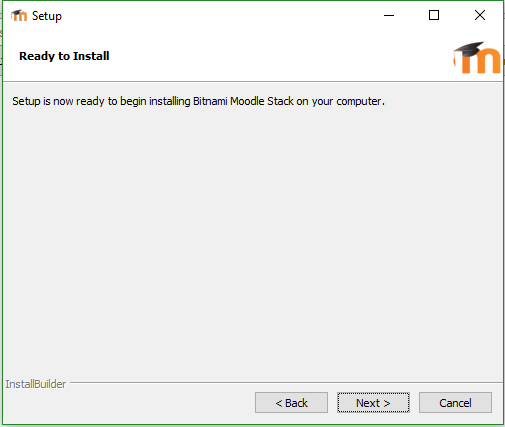 Setup
Ready to Install
Setup is now ready to begin installing Bitnami Moodle Stack on your computer.
InstallBuilder
< Back
Next >
Cancel